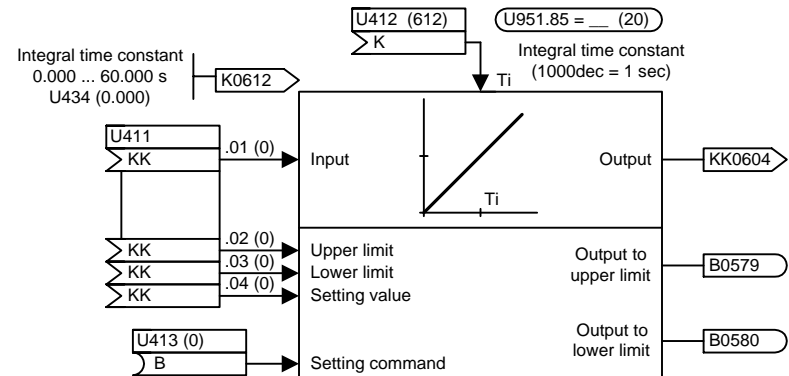 U412 (612)
K
U951.85 = __ (20)
Integral time constant
0.000 ... 60.000 s
U434 (0.000)
K0612
Integral time constant
(1000dec = 1 sec)
Ti
U411
KK
.01 (0)
Input
Ti
Output
KK0604
KK
.02 (0)
Upper limit
KK
.03 (0)
Lower limit
KK
.04 (0)
Setting value
Output to
upper limit
B0579
U413 (0)
B
Setting command
Output to
lower limit
B0580